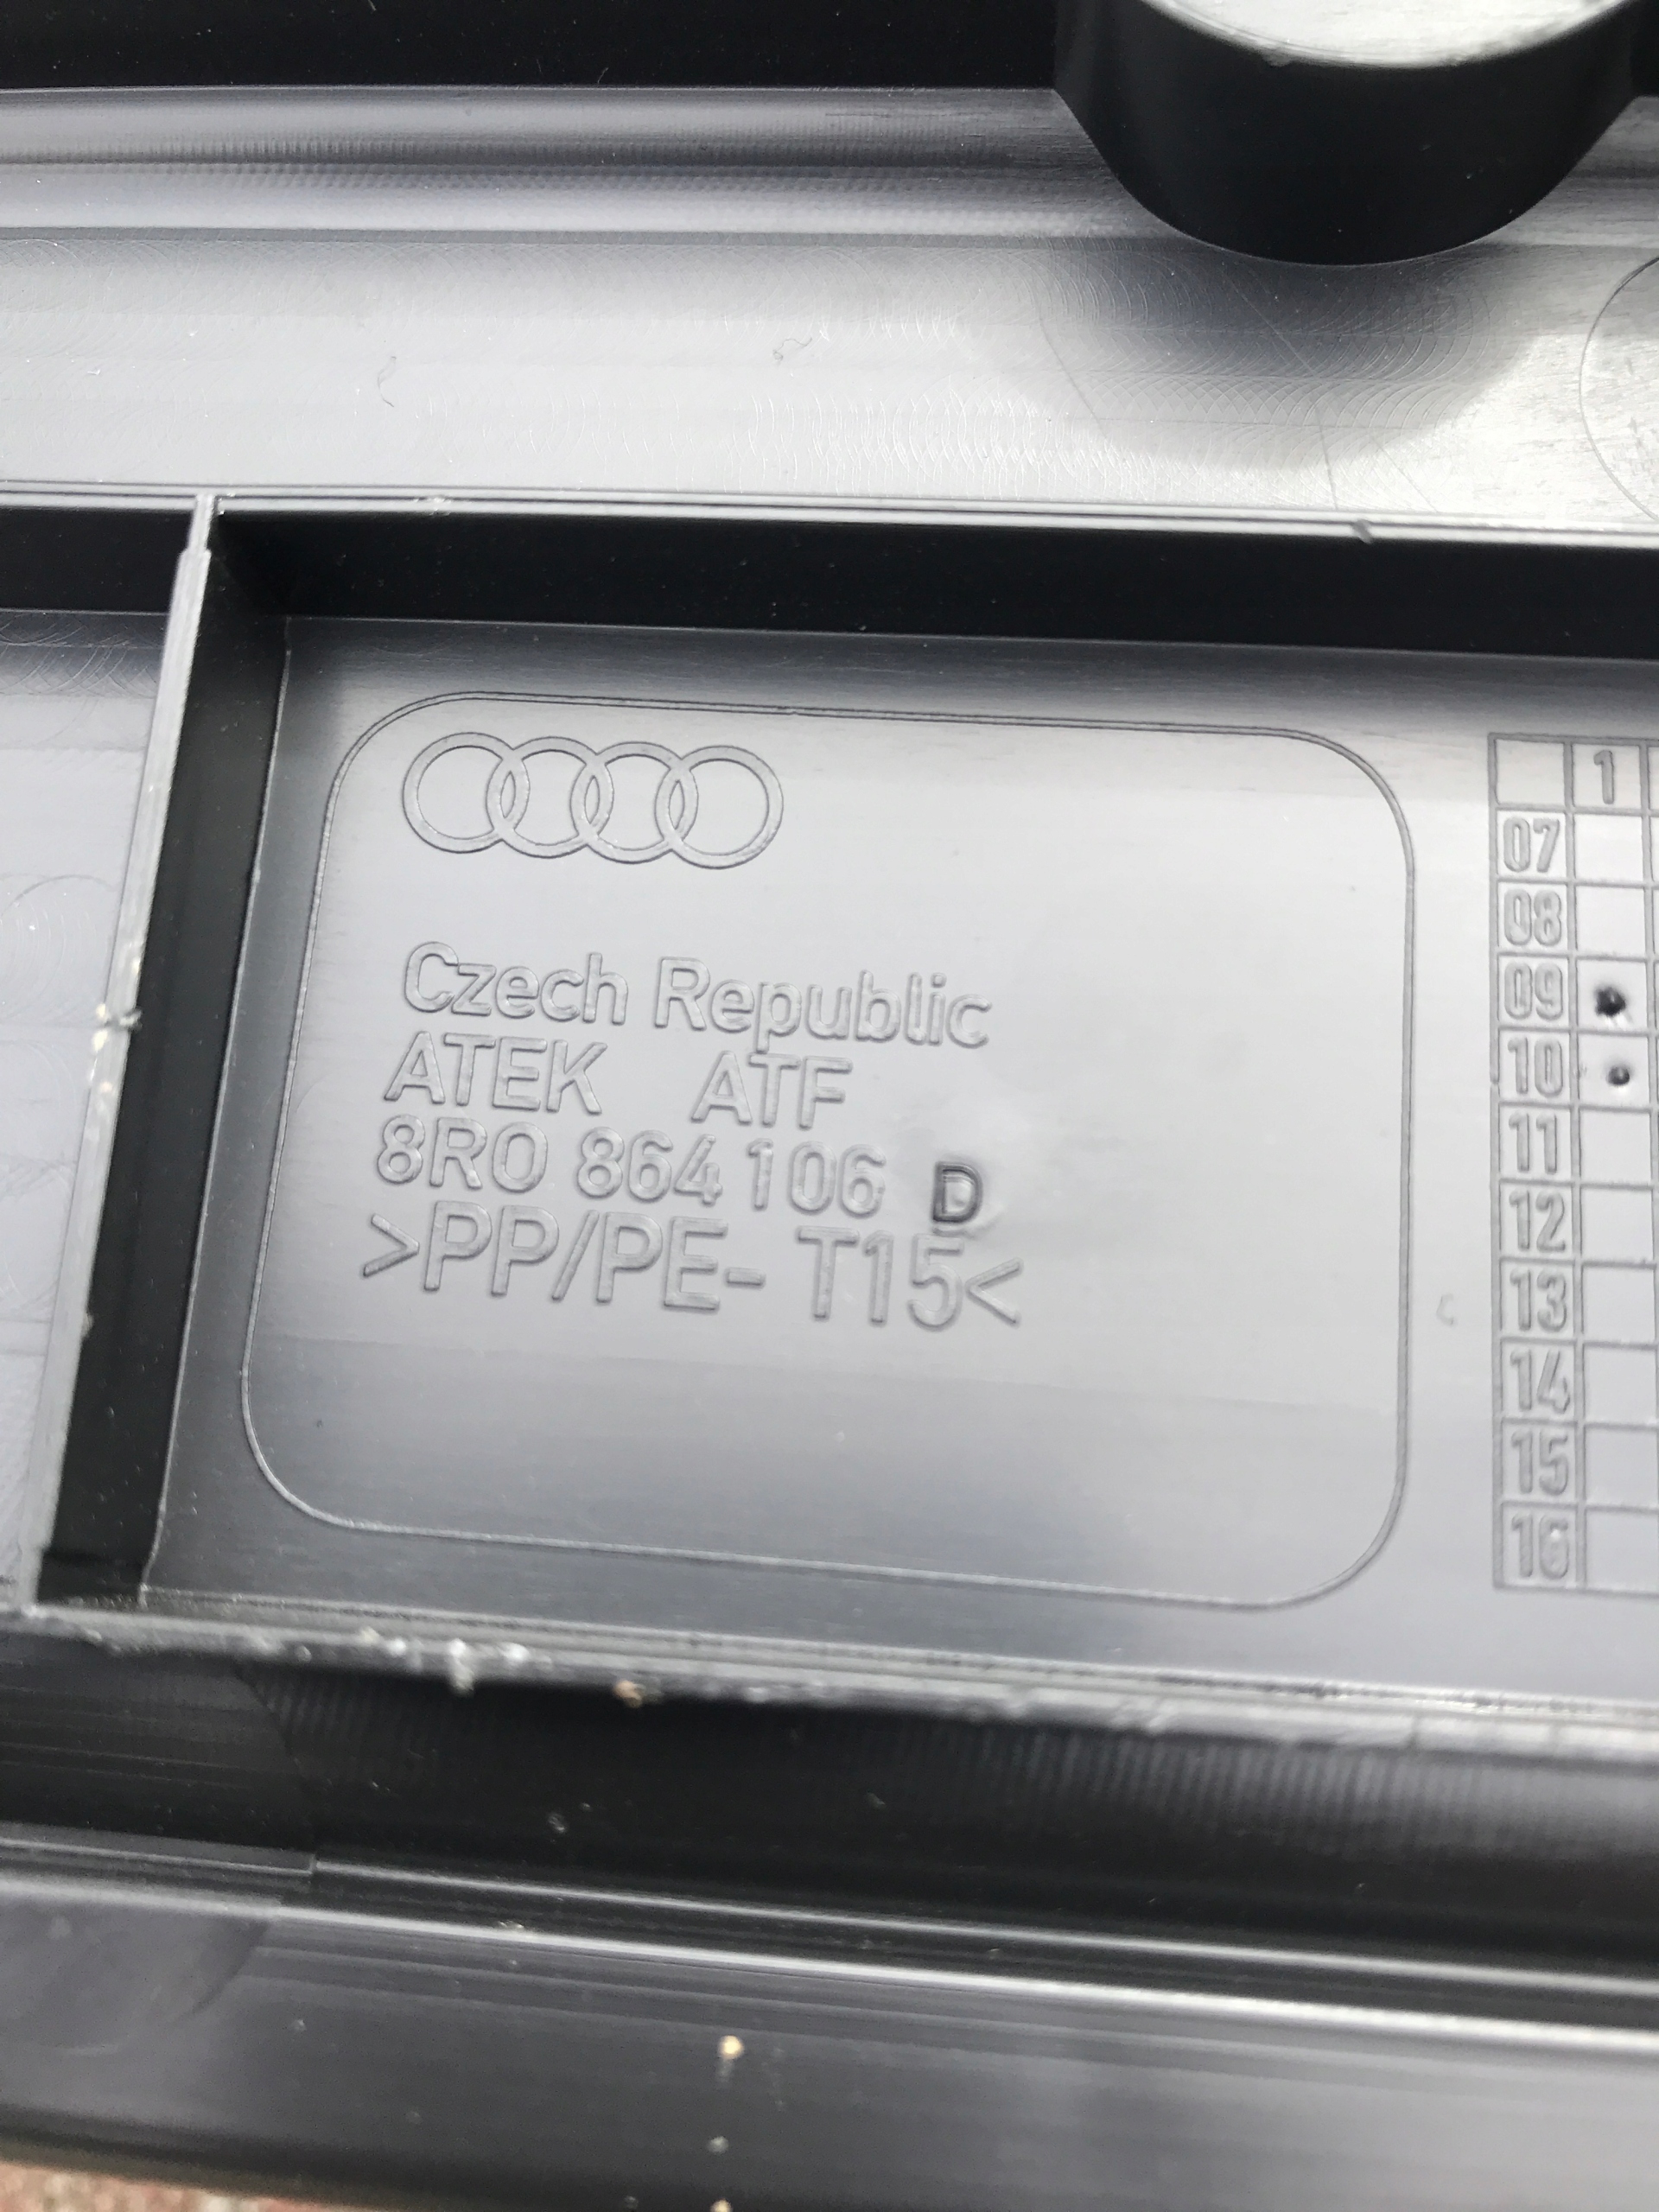 Czech Republic
ATEK ATF
8R0 864 106 D
>PP/PE- T15<
1
07
08
09
10
11
12
13
14
15
16